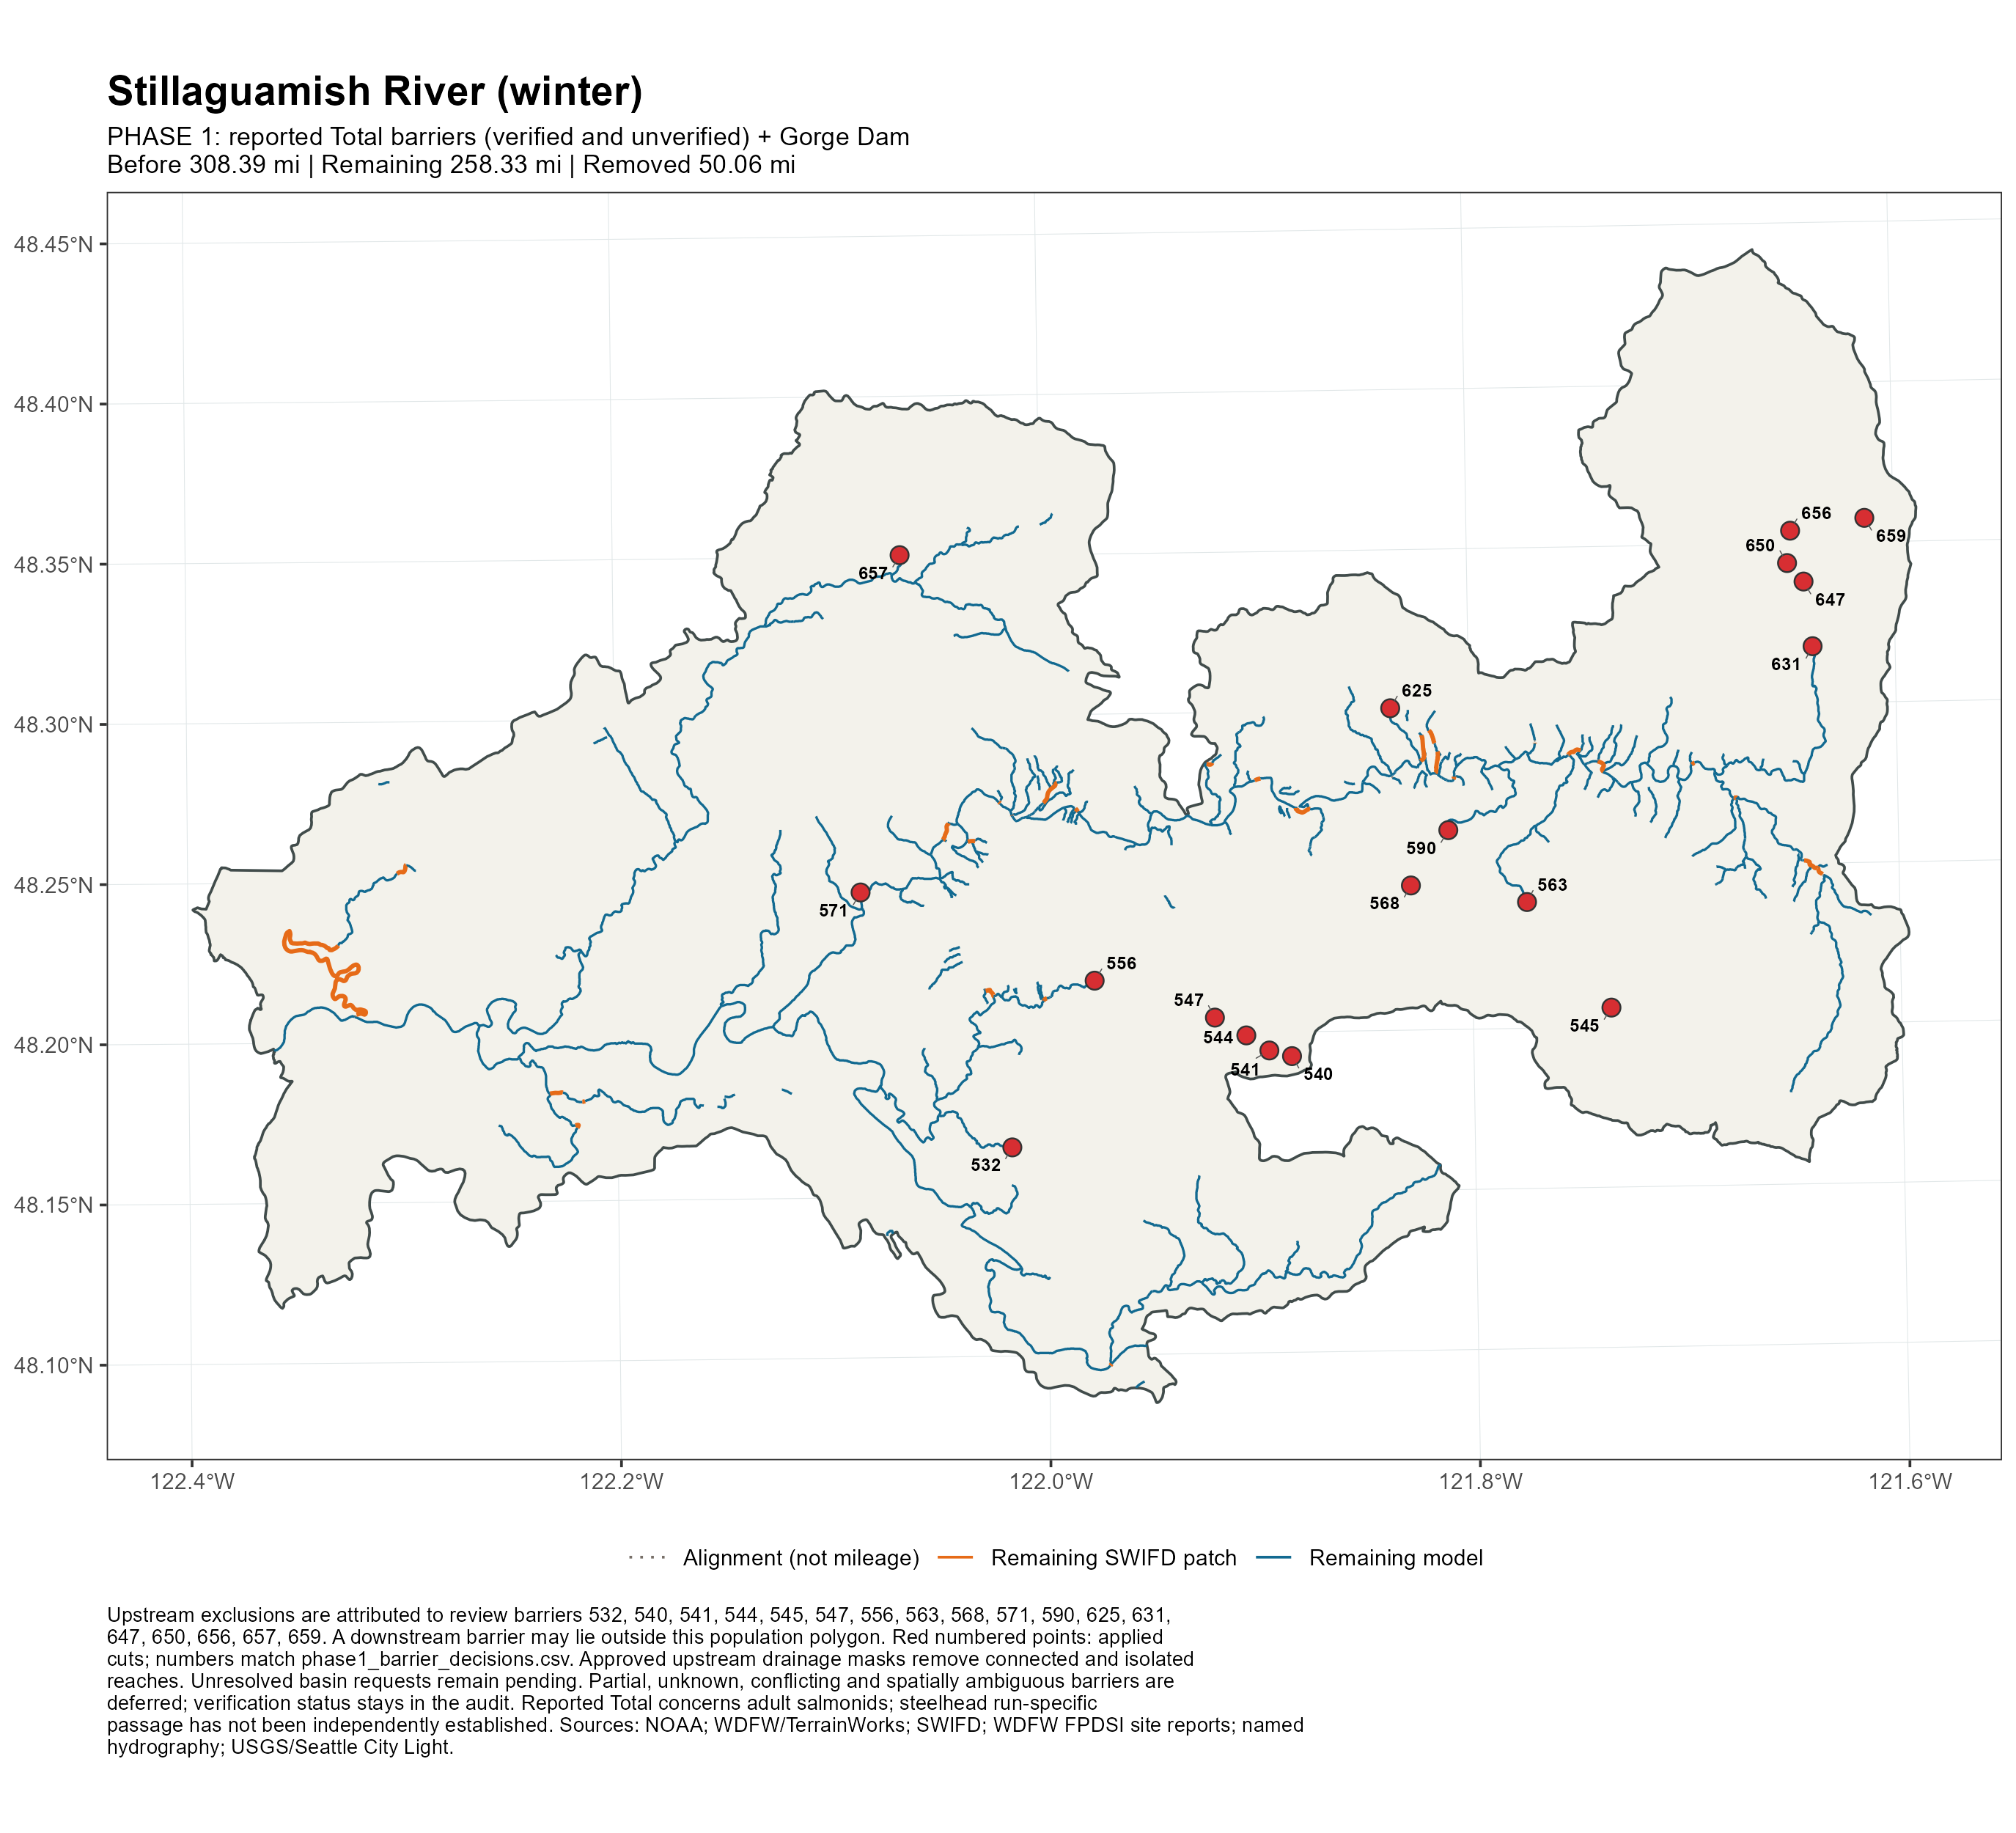 Stillaguamish River (winter)
PHASE 1: reported Total barriers (verified and unverified) + Gorge Dam
Before 308.39 mi | Remaining 258.33 mi | Removed 50.06 mi
48.45°N
48.40°N
48.35°N
48.30°N
48.25°N
48.20°N
48.15°N
48.10°N
656
659
650
647
657
631
625
590
563
568
571
556
547
544
545
541
540
532
122.4°W
122.2°W
122.0°W
121.8°W
121.6°W
Alignment (not mileage)
Remaining SWIFD patch
Remaining model
Upstream exclusions are attributed to review barriers 532, 540, 541, 544, 545, 547, 556, 563, 568, 571, 590, 625, 631,
647, 650, 656, 657, 659. A downstream barrier may lie outside this population polygon. Red numbered points: applied
cuts; numbers match phase1_barrier_decisions.csv. Approved upstream drainage masks remove connected and isolated
reaches. Unresolved basin requests remain pending. Partial, unknown, conflicting and spatially ambiguous barriers are
deferred; verification status stays in the audit. Reported Total concerns adult salmonids; steelhead run-specific
passage has not been independently established. Sources: NOAA; WDFW/TerrainWorks; SWIFD; WDFW FPDSI site reports; named
hydrography; USGS/Seattle City Light.